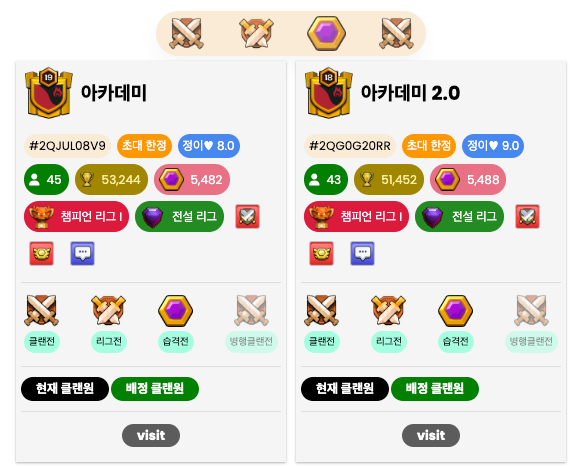 19 아카데미
#2QJUL08V9 초대 한정 정이♥ 8.0
45 53,244 5,482
챔피언 리그 I 전설 리그
클랜전 리그전 습격전 병행클랜전
현재 클랜원 배정 클랜원
visit
18 아카데미 2.0
#2QG0G20RR 초대 한정 정이♥ 9.0
43 51,452 5,488
챔피언 리그 I 전설 리그
클랜전 리그전 습격전 병행클랜전
현재 클랜원 배정 클랜원
visit